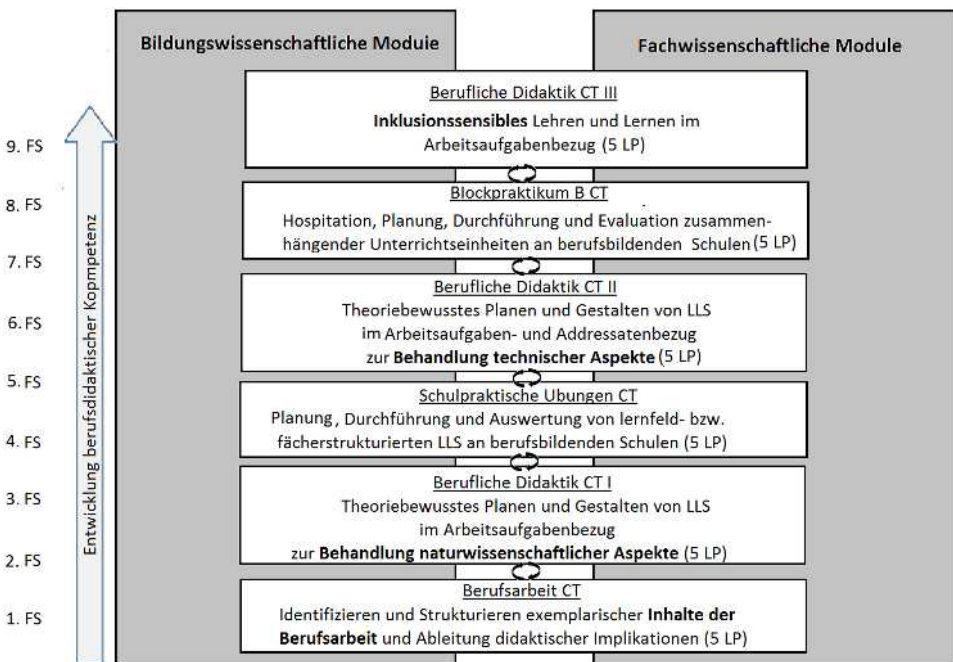 Bildungswissenschaftliche Moduie
Fachwissenschaftliche Module
Berufliche Didaktik CT III
Inklusionssensibles Lehren und Lernen im
Arbeitsaufgabenbezug (5 LP)
Blockpraktikum B CT
Hospitation, Planung, Durchführung und Evaluation zusammen-
hängender Unterrichtseinheiten an berufsbildenden Schulen (5 LP)
Berufliche Didaktik CT II
Theoriebewusstes Planen und Gestalten von LLS
im Arbeitsaufgaben- und Addressatenbezug
zur Behandlung technischer Aspekte (5 LP)
Schulpraktische Ubungen CT
Planung, Durchführung und Auswertung von lernfeld- bzw.
fächerstrukturierten LLS an berufsbildenden Schulen (5 LP)
Berufliche Didaktik CT I
Theoriebewusstes Planen und Gestalten von LLS
im Arbeitsaufgabenbezug
zur Behandlung naturwissenschaftlicher Aspekte (5 LP)
Berufsarbeit CT
Identifizieren und Strukturieren exemplarischer Inhalte der
Berufsarbeit und Ableitung didaktischer Implikationen (5 LP)
9. FS
8. FS
7. FS
6. FS
5. FS
4. FS
3. FS
2. FS
1. FS
Entwicklung berufsdidaktischer Kopmpetenz